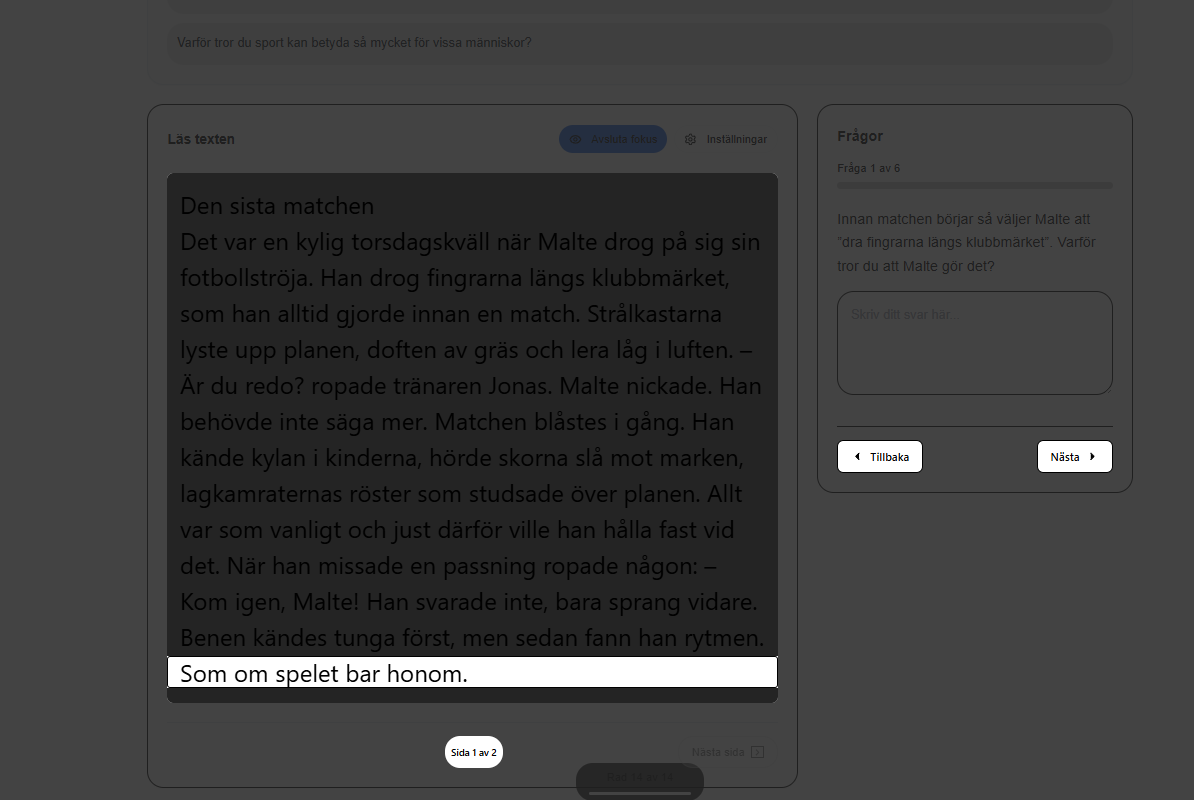 Varför tror du sport kan betyda så mycket för vissa människor?
Läs texten
Avsluta fokus
Inställningar
Den sista matchen
Det var en kylig torsdagskväll när Malte drog på sig sin
fotbollströja. Han drog fingrarna längs klubbmärket,
som han alltid gjorde innan en match. Strålkastarna
lyste upp planen, doften av gräs och lera låg i luften. –
Är du redo? ropade tränaren Jonas. Malte nickade. Han
behövde inte säga mer. Matchen blåstes i gång. Han
kände kylan i kinderna, hörde skorna slå mot marken,
lagkamraternas röster som studsade över planen. Allt
var som vanligt och just därför ville han hålla fast vid
det. När han missade en passning ropade någon: –
Kom igen, Malte! Han svarade inte, bara sprang vidare.
Benen kändes tunga först, men sedan fann han rytmen.
Som om spelet bar honom.
Sida 1 av 2
Nästa sida
Frågor
Fråga 1 av 6
Innan matchen börjar så väljer Malte att
"dra fingrarna längs klubbmärket". Varför
tror du att Malte gör det?
Skriv ditt svar här...
Tillbaka
Nästa